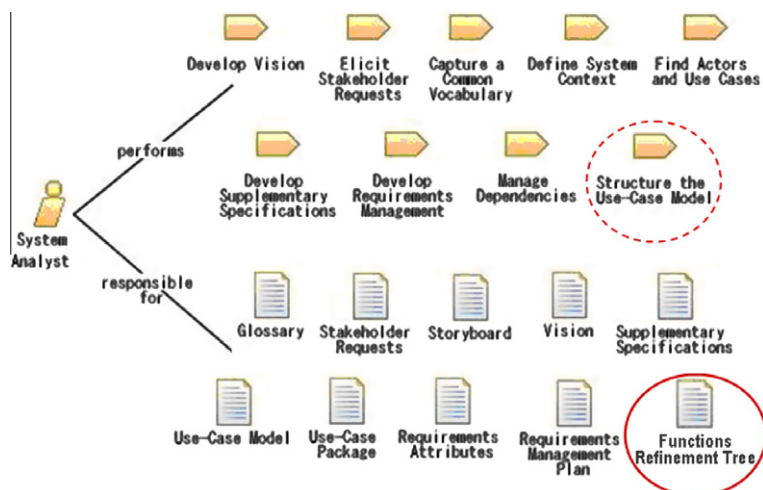 Develop Vision
Elicit
Stakeholder
Requests
Capture a
Common
Vocabulary
Define System
Context
Find Actors
and Use Cases
performs
Develop
Supplementary
Specifications
Develop
Requirements
Management
Manage
Dependencies
Structure the
Use-Case Model
System
Analyst
responsible
for
Glossary
Stakeholder
Requests
Storyboard
Vision
Supplementary
Specifications
Use-Case Model
Use-Case
Package
Requirements
Attributes
Requirements
Management
Plan
Functions
Refinement Tree